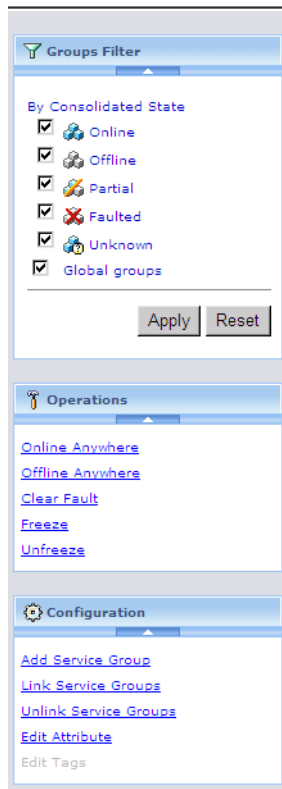 Groups Filter
By Consolidated State
Online
Offline
Partial
Faulted
Unknown
Global groups
Apply Reset
Operations
Online Anywhere
Offline Anywhere
Clear Fault
Freeze
Unfreeze
Configuration
Add Service Group
Link Service Groups
Unlink Service Groups
Edit Attribute
Edit Tags